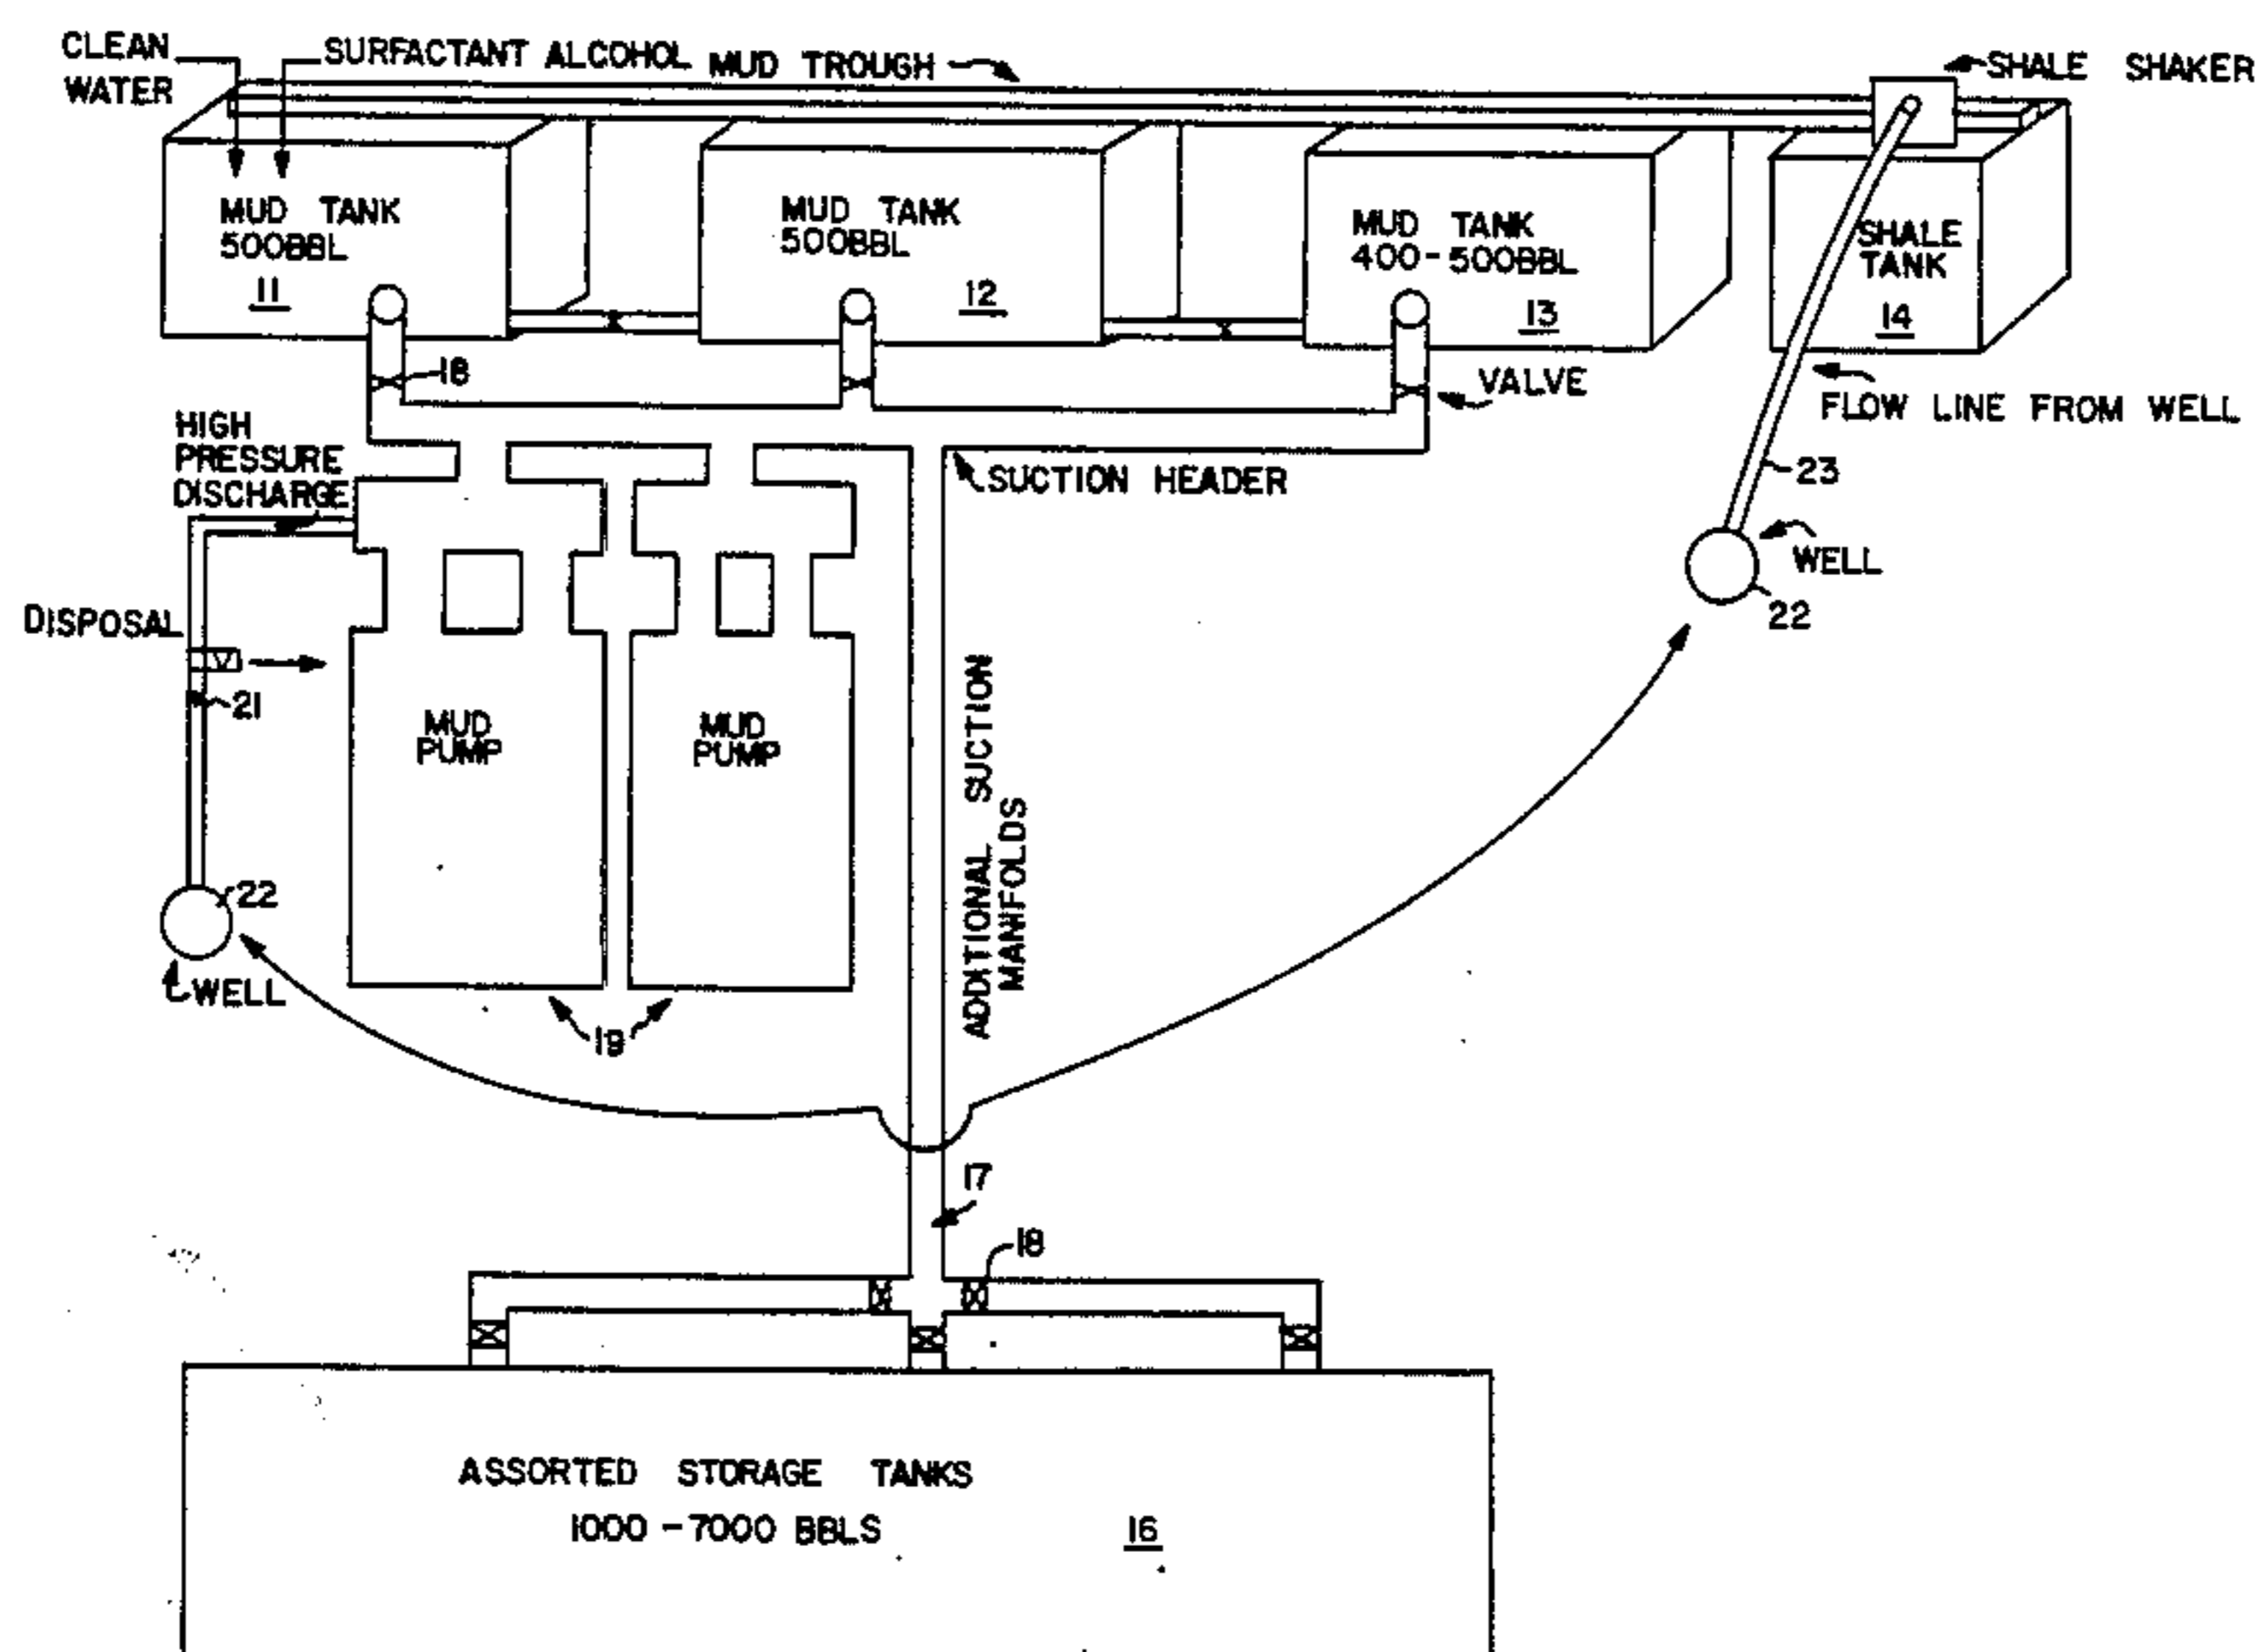 CLEAN
WATER
SURFACTANT ALCOHOL
MUD TROUGH
SHALE SHAKER
MUD TANK
500BBL
11
MUD TANK
500BBL
12
MUD TANK
400-500BBL
13
SHALE
TANK
14
18
VALVE
FLOW LINE FROM WELL
HIGH
PRESSURE
DISCHARGE
SUCTION HEADER
23
WELL
22
DISPOSAL
V
21
MUD
PUMP
MUD
PUMP
ADDITIONAL SUCTION
MANIFOLDS
22
WELL
19
17
18
ASSORTED STORAGE TANKS
1000-7000 BBLS
16